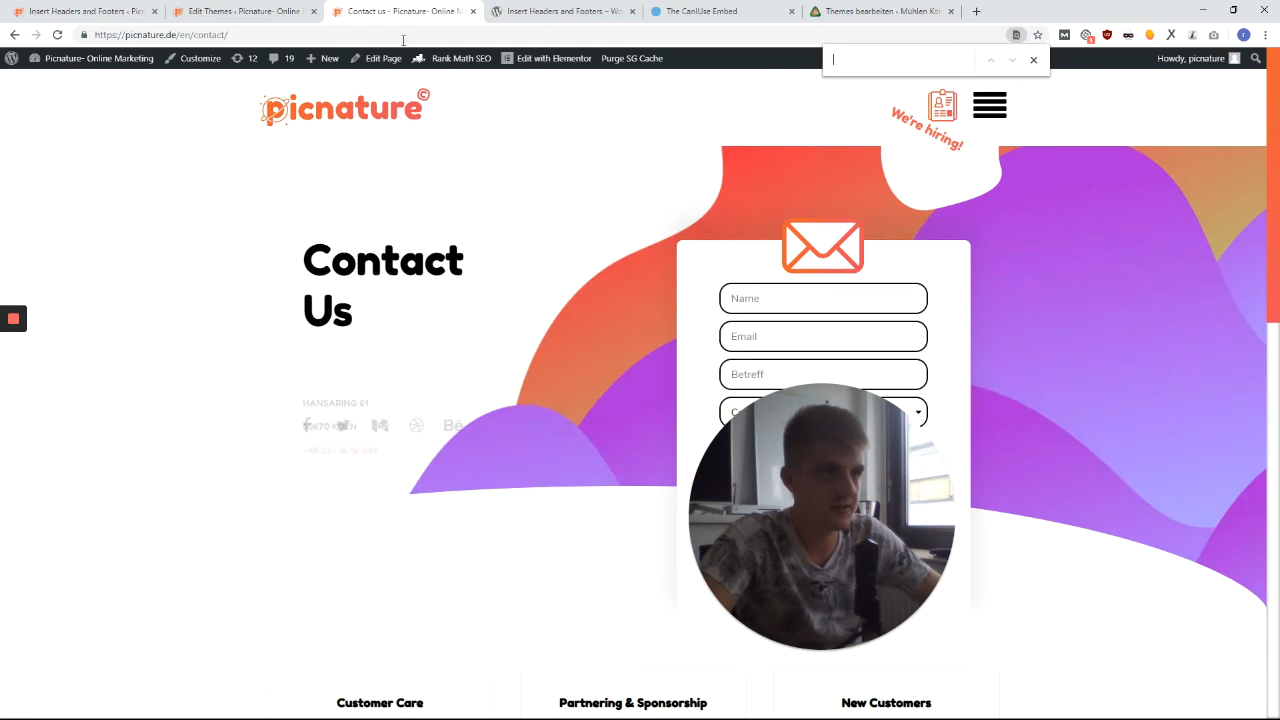 Insert Headers and Footers ‹ Pic
Edit Themes ‹ Picnature- Online
Contact us - Picnature- Online M
Insert Headers and Footers – Wo
The CanIUse Embed
Themes bearbeiten ‹ Mühlen Kol
https://picnature.de/en/contact/
Picnature- Online Marketing
Customize
12
19
New
Edit Page
Rank Math SEO
Edit with Elementor
Purge SG Cache
Howdy, picnature
picnature©
We're hiring!
Contact
Us
Name
Email
Betreff
HANSARING 61
50670 KÖLN
Customer Care
Partnering & Sponsorship
New Customers